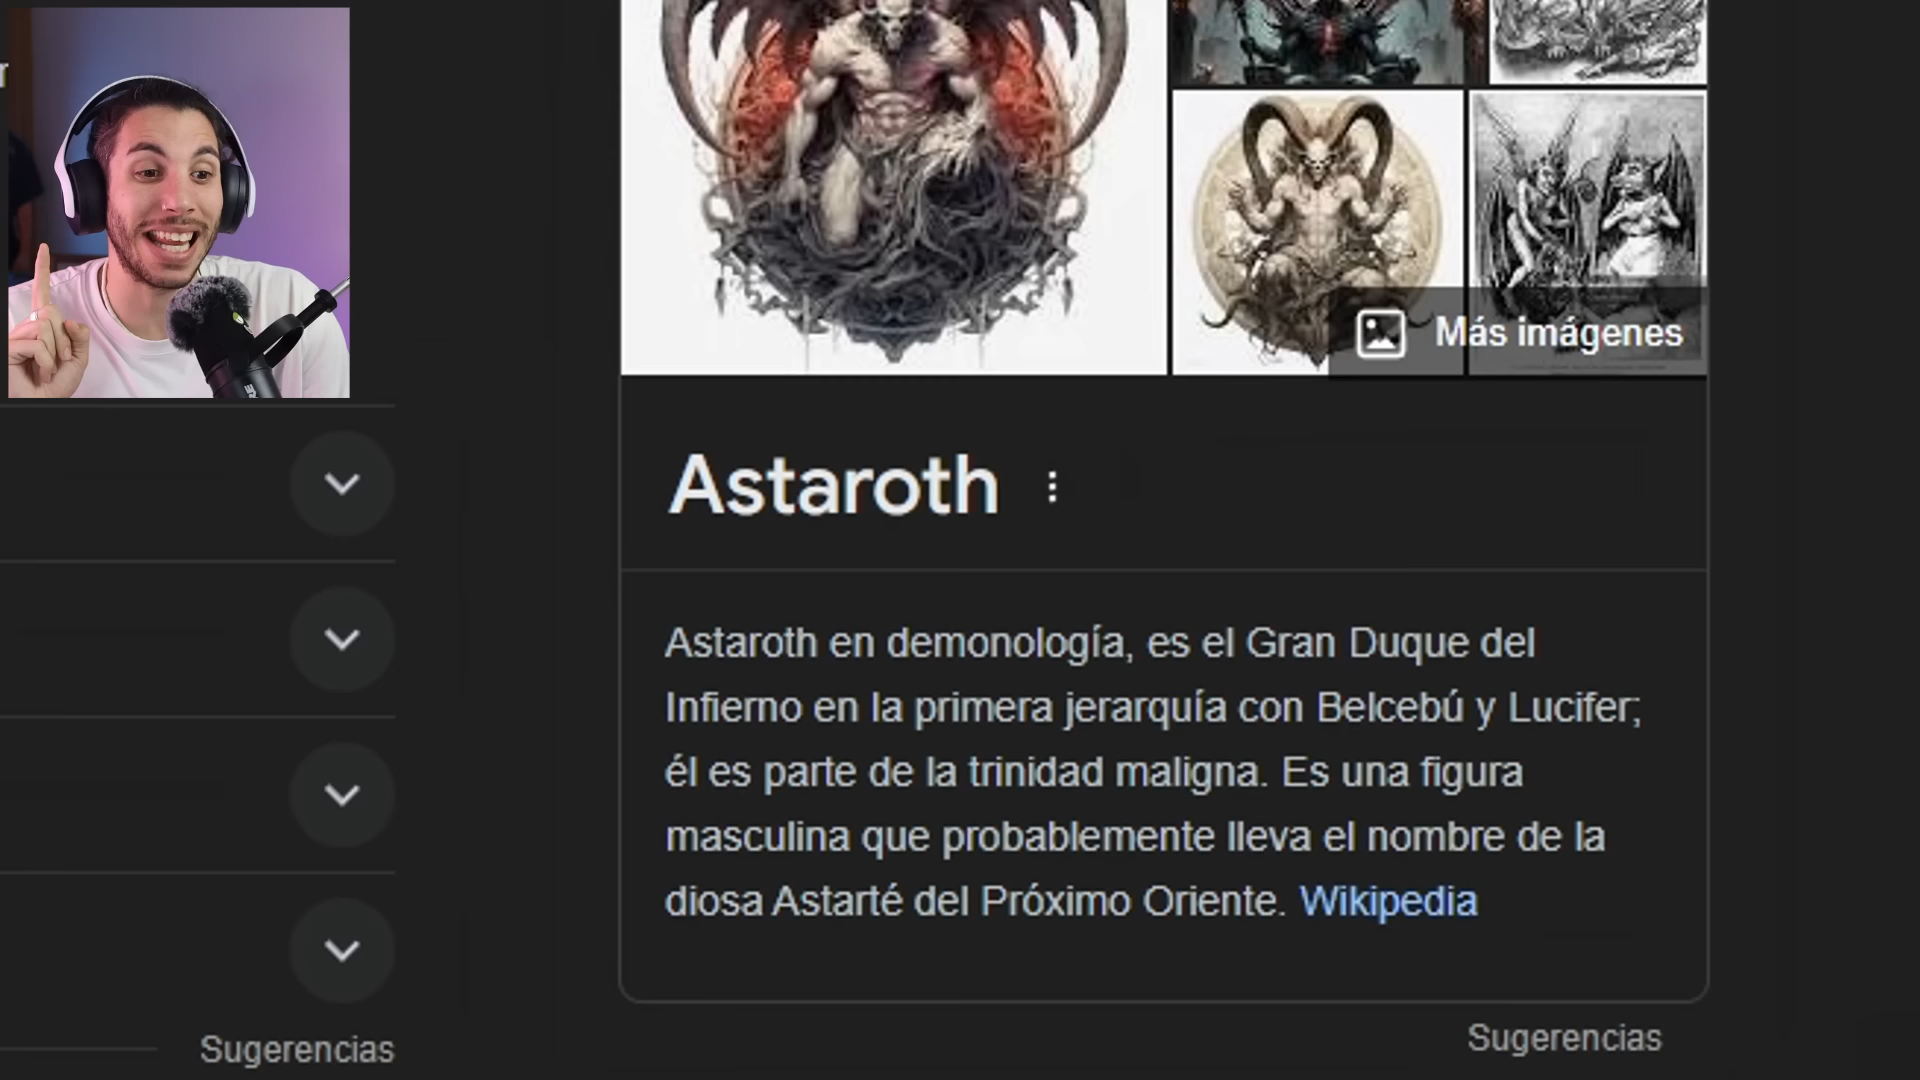 Más imágenes
Astaroth
Astaroth en demonología, es el Gran Duque del
Infierno en la primera jerarquía con Belcebú y Lucifer;
él es parte de la trinidad maligna. Es una figura
masculina que probablemente lleva el nombre de la
diosa Astarté del Próximo Oriente. Wikipedia
Sugerencias
Sugerencias